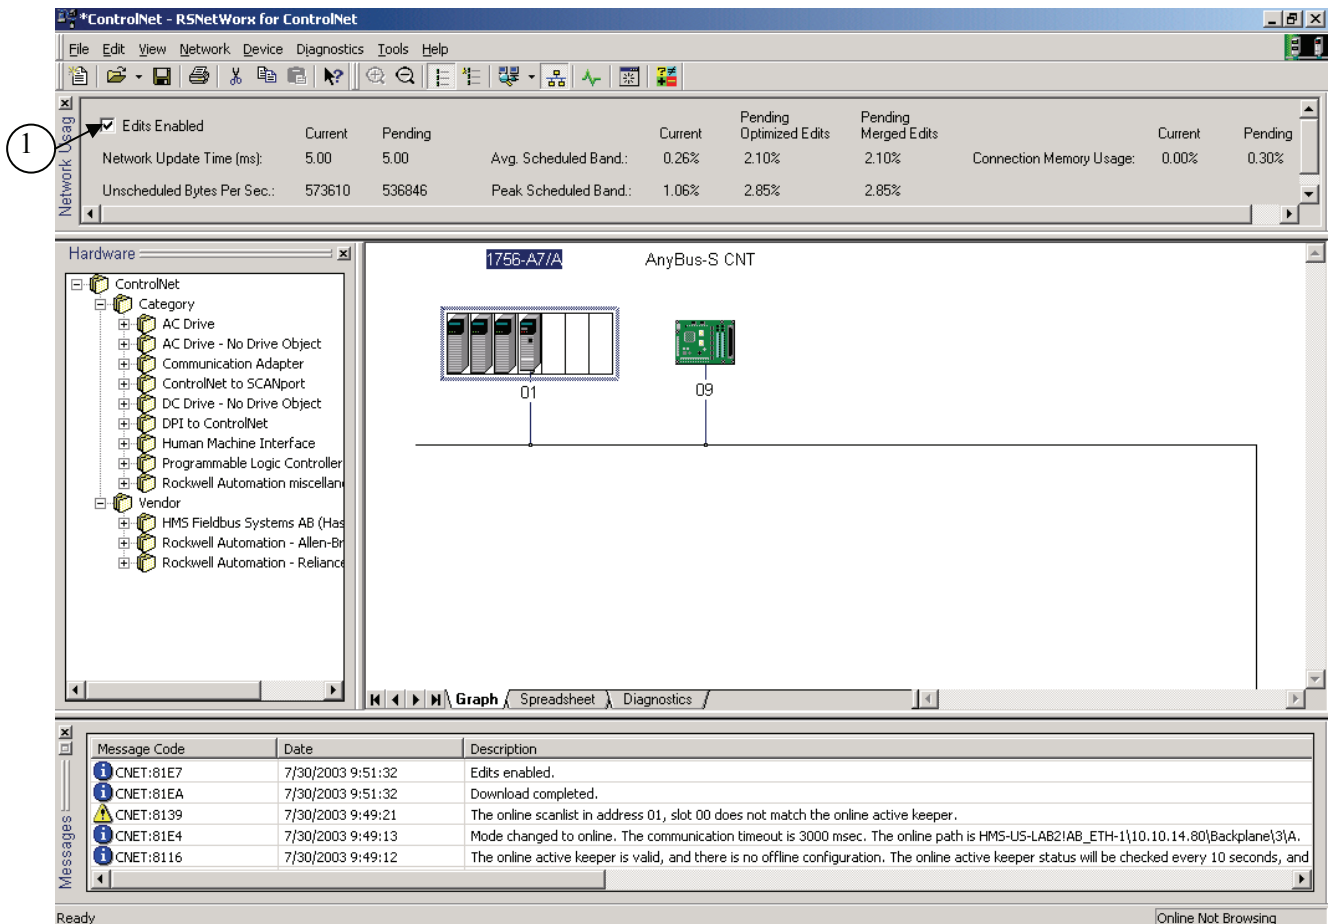 *ControlNet - RSNetWorx for ControlNet
File Edit View Network Device Diagnostics Tools Help
1
Network Usag
Edits Enabled
Current Pending Current Pending Optimized Edits Pending Merged Edits Current Pending
Network Update Time (ms): 5.00 5.00 Avg. Scheduled Band.: 0.26% 2.10% 2.10% Connection Memory Usage: 0.00% 0.30%
Unscheduled Bytes Per Sec.: 573610 536846 Peak Scheduled Band.: 1.06% 2.85% 2.85%
Hardware
ControlNet
Category
AC Drive
AC Drive - No Drive Object
Communication Adapter
ControlNet to SCANport
DC Drive - No Drive Object
DPI to ControlNet
Human Machine Interface
Programmable Logic Controller
Rockwell Automation miscellan
Vendor
HMS Fieldbus Systems AB (Has
Rockwell Automation - Allen-Br
Rockwell Automation - Reliance
1756-A7/A AnyBus-S CNT
01 09
Graph Spreadsheet Diagnostics
Messages
Message Code Date Description
CNET:81E7 7/30/2003 9:51:32 Edits enabled.
CNET:81EA 7/30/2003 9:51:32 Download completed.
CNET:8139 7/30/2003 9:49:21 The online scanlist in address 01, slot 00 does not match the online active keeper.
CNET:81E4 7/30/2003 9:49:13 Mode changed to online. The communication timeout is 3000 msec. The online path is HMS-US-LAB2!AB_ETH-1\10.10.14.80\Backplane\3\A.
CNET:8116 7/30/2003 9:49:12 The online active keeper is valid, and there is no offline configuration. The online active keeper status will be checked every 10 seconds, and
Ready Online Not Browsing